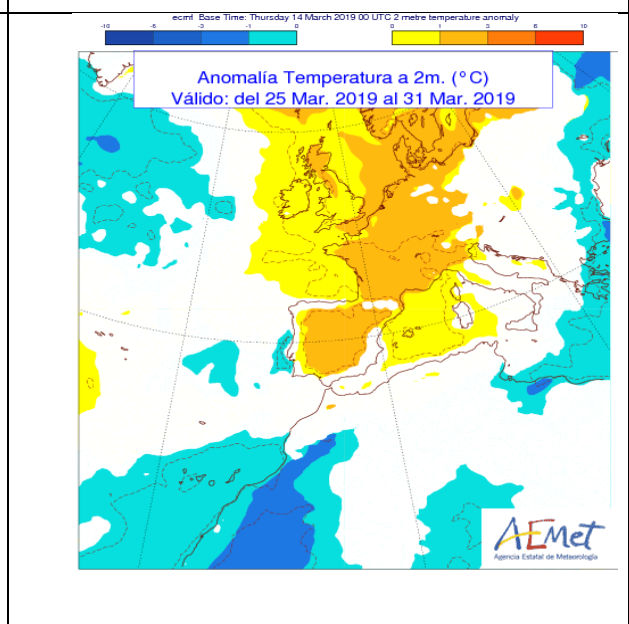 ecmf Base Time: Thursday 14 March 2019 00 UTC 2 metre temperature anomaly
-10 -6 -3 -1 0 0 1 3 6 10
Anomalía Temperatura a 2m. (°C)
Válido: del 25 Mar. 2019 al 31 Mar. 2019
AEMet
Agencia Estatal de Meteorología